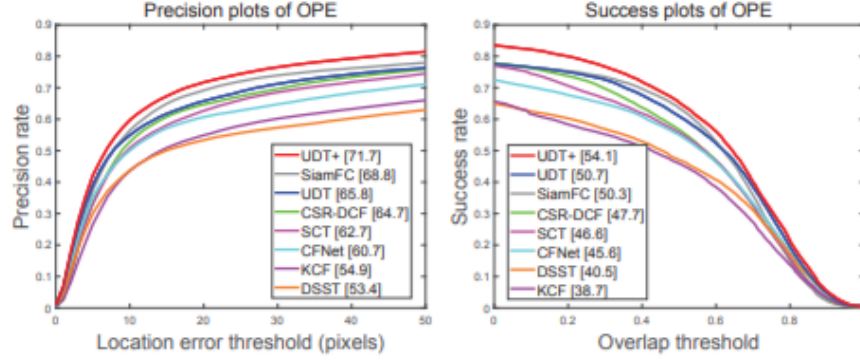 Precision plots of OPE
0.9
0.8
0.7
0.6
0.5
0.4
0.3
0.2
0.1
0
Precision rate
UDT+ [71.7]
SiamFC [68.8]
UDT [65.8]
CSR-DCF [64.7]
SCT [62.7]
CFNet [60.7]
KCF [54.9]
DSST [53.4]
0 10 20 30 40 50
Location error threshold (pixels)
Success plots of OPE
0.9
0.8
0.7
0.6
0.5
0.4
0.3
0.2
0.1
0
Success rate
UDT+ [54.1]
UDT [50.7]
SiamFC [50.3]
CSR-DCF [47.7]
SCT [46.6]
CFNet [45.6]
DSST [40.5]
KCF [38.7]
0 0.2 0.4 0.6 0.8
Overlap threshold